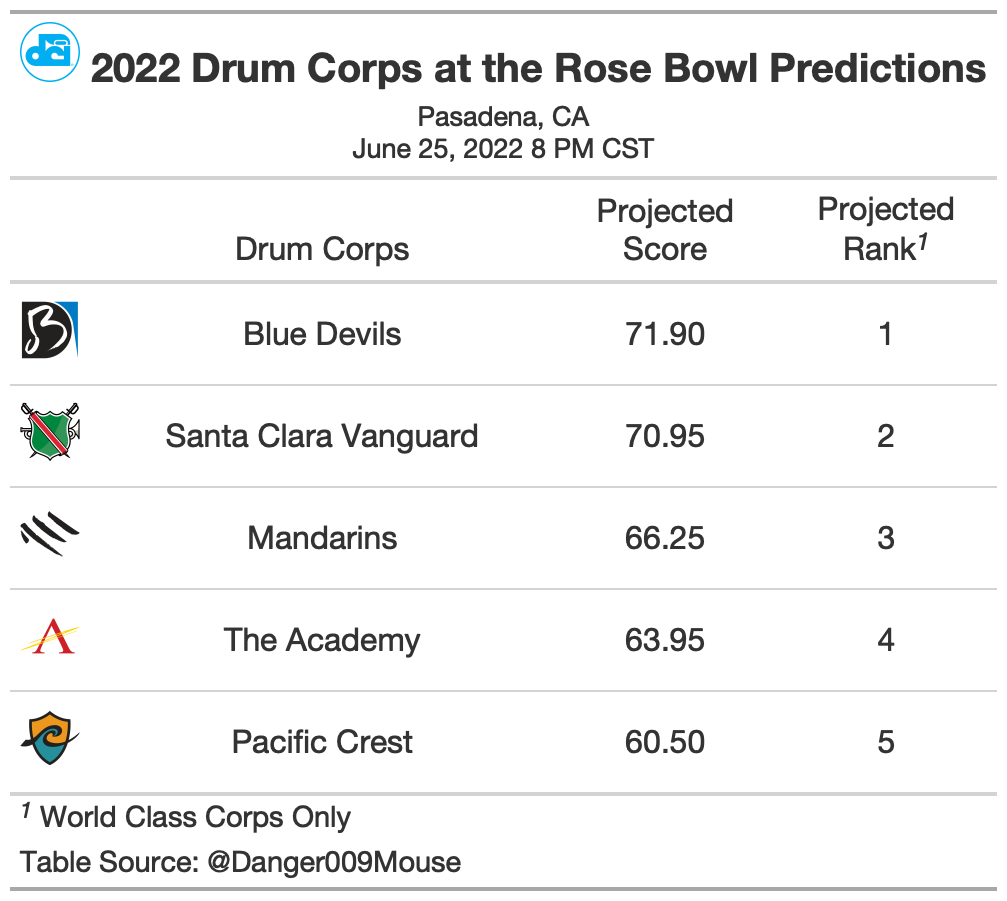 dci
2022 Drum Corps at the Rose Bowl Predictions
Pasadena, CA
June 25, 2022 8 PM CST
Drum Corps Projected Score Projected Rank¹
B Blue Devils 71.90 1
Santa Clara Vanguard 70.95 2
Mandarins 66.25 3
A The Academy 63.95 4
Pacific Crest 60.50 5
¹ World Class Corps Only
Table Source: @Danger009Mouse